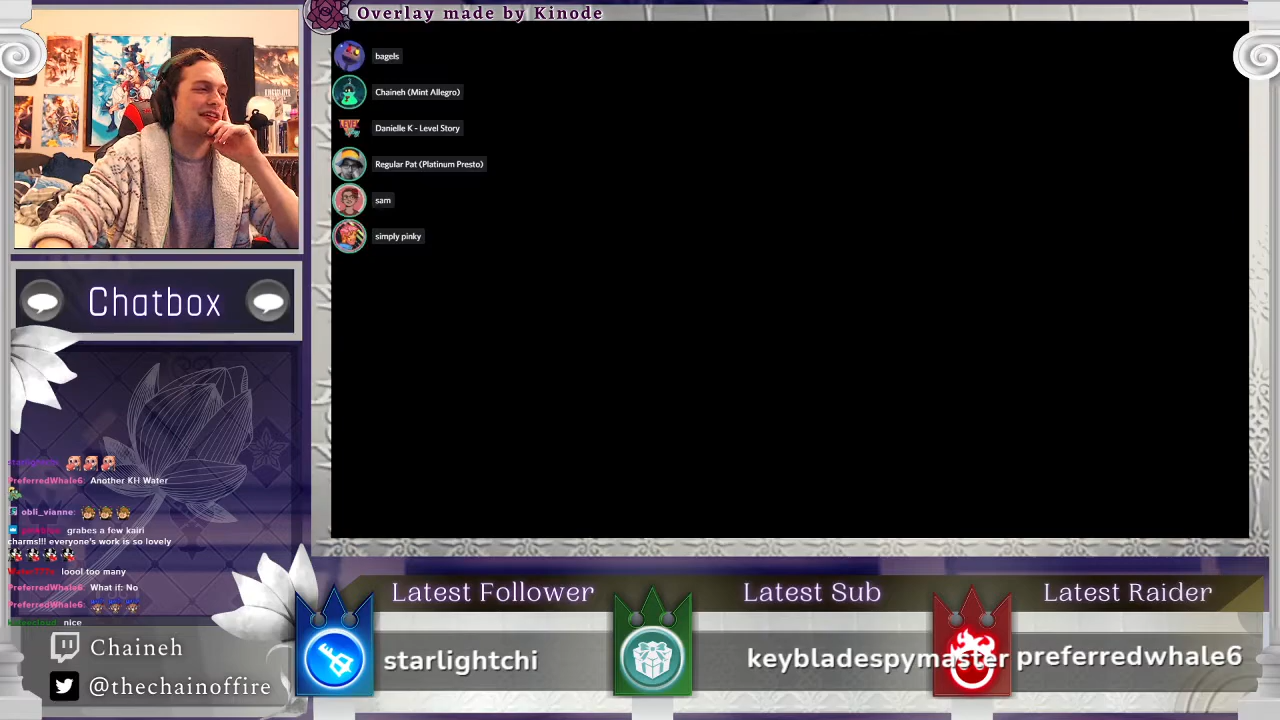 Overlay made by Kinode
bagels
Chaineh (Mint Allegro)
Danielle K - Level Story
Regular Pat (Platinum Presto)
sam
simply pinky
Chatbox
PreferredWhale6: Another KH Water
obli_vianne:
grabes a few kairi
charms!!! everyone's work is so lovely
loool too many
PreferredWhale6: What if: No
PreferredWhale6:
nice
Chaineh
@thechainoffire
Latest Follower
starlightchi
Latest Sub
keybladespymaster
Latest Raider
preferredwhale6